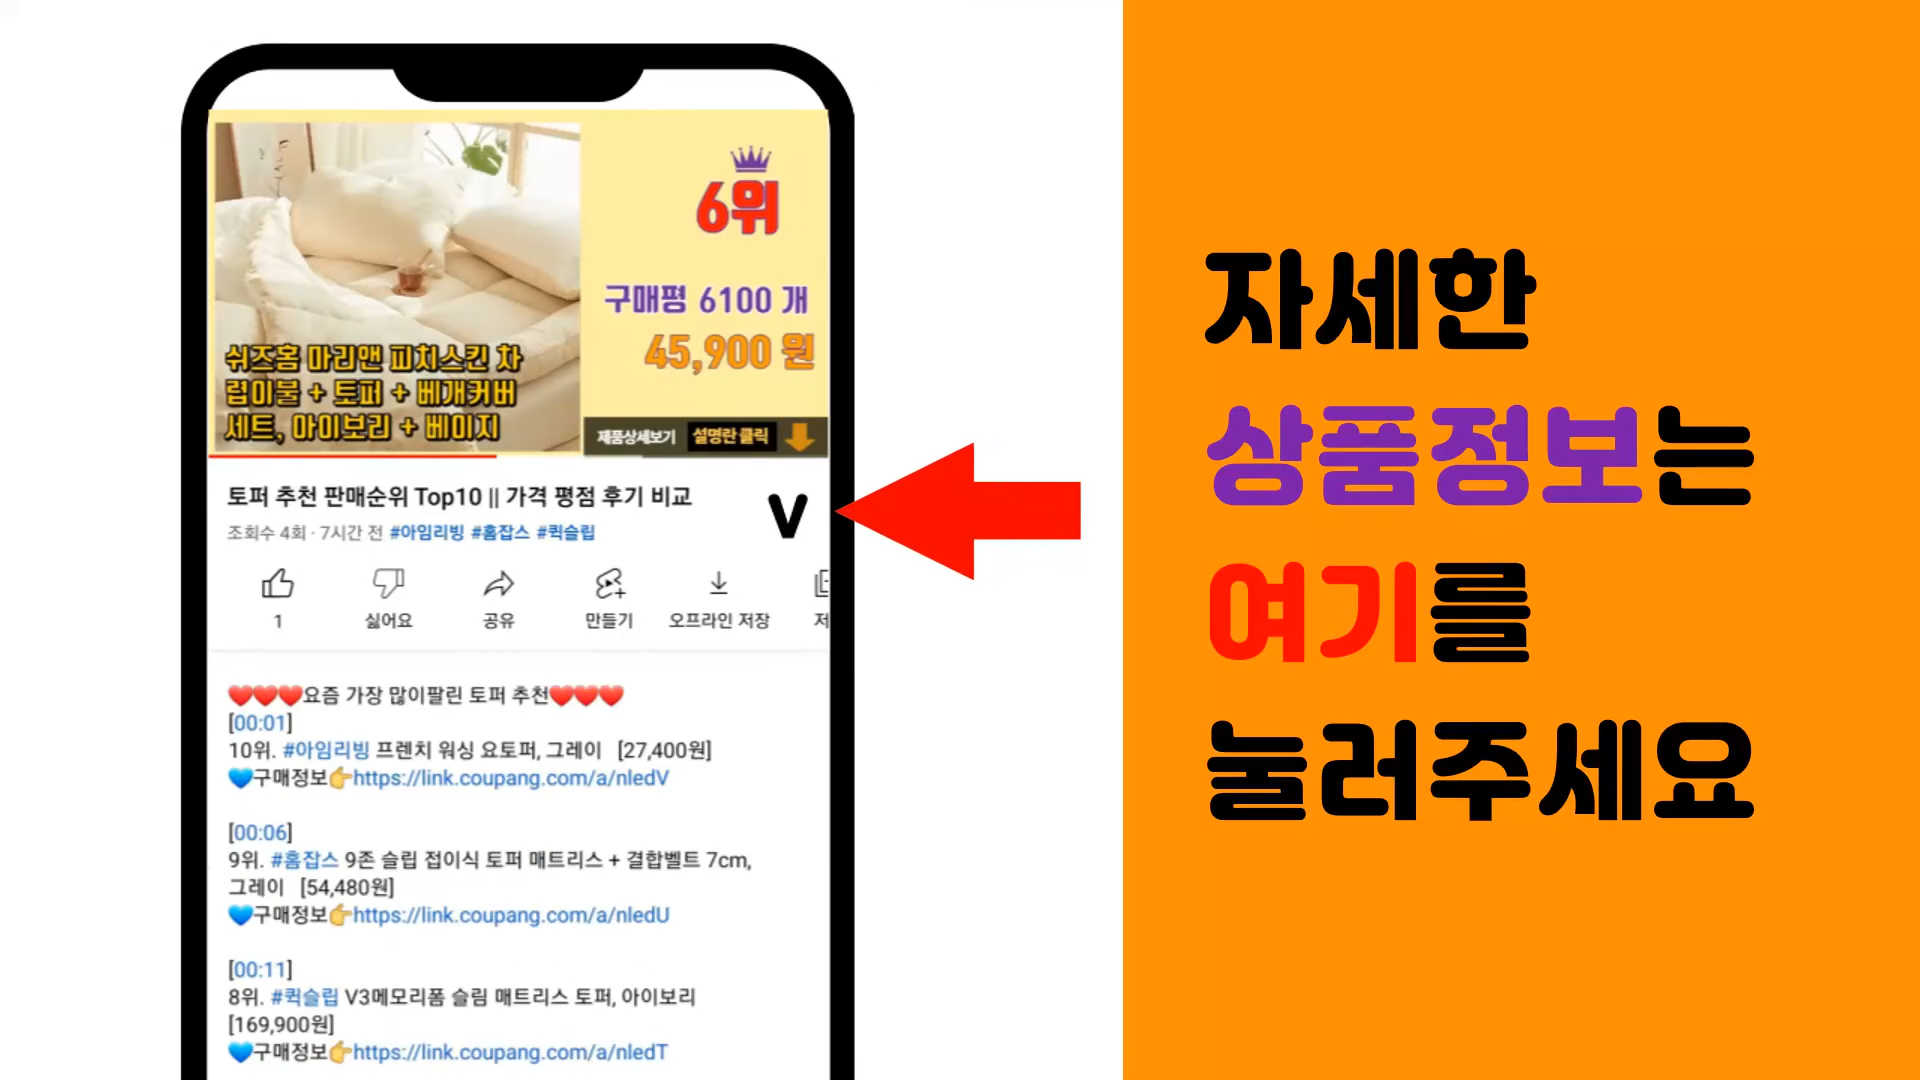 6위
구매평 6100 개
45,900 원
쉬즈홈 마리앤 피치스킨 차
렵이불 + 토퍼 + 베개커버
세트, 아이보리 + 베이지
제품상세보기 설명란 클릭
토퍼 추천 판매순위 Top10 || 가격 평점 후기 비교
V
조회수 4회 · 7시간 전 #아임리빙 #홈잡스 #퀵슬립
1 싫어요 공유 만들기 오프라인 저장 저
❤️❤️❤️요즘 가장 많이팔린 토퍼 추천❤️❤️❤️
[00:01]
10위. #아임리빙 프렌치 워싱 요토퍼, 그레이 [27,400원]
💙구매정보👉https://link.coupang.com/a/nledV
[00:06]
9위. #홈잡스 9존 슬립 접이식 토퍼 매트리스 + 결합벨트 7cm,
그레이 [54,480원]
💙구매정보👉https://link.coupang.com/a/nledU
[00:11]
8위. #퀵슬립 V3메모리폼 슬림 매트리스 토퍼, 아이보리
[169,900원]
💙구매정보👉https://link.coupang.com/a/nledT
자세한
상품정보는
여기를
눌러주세요